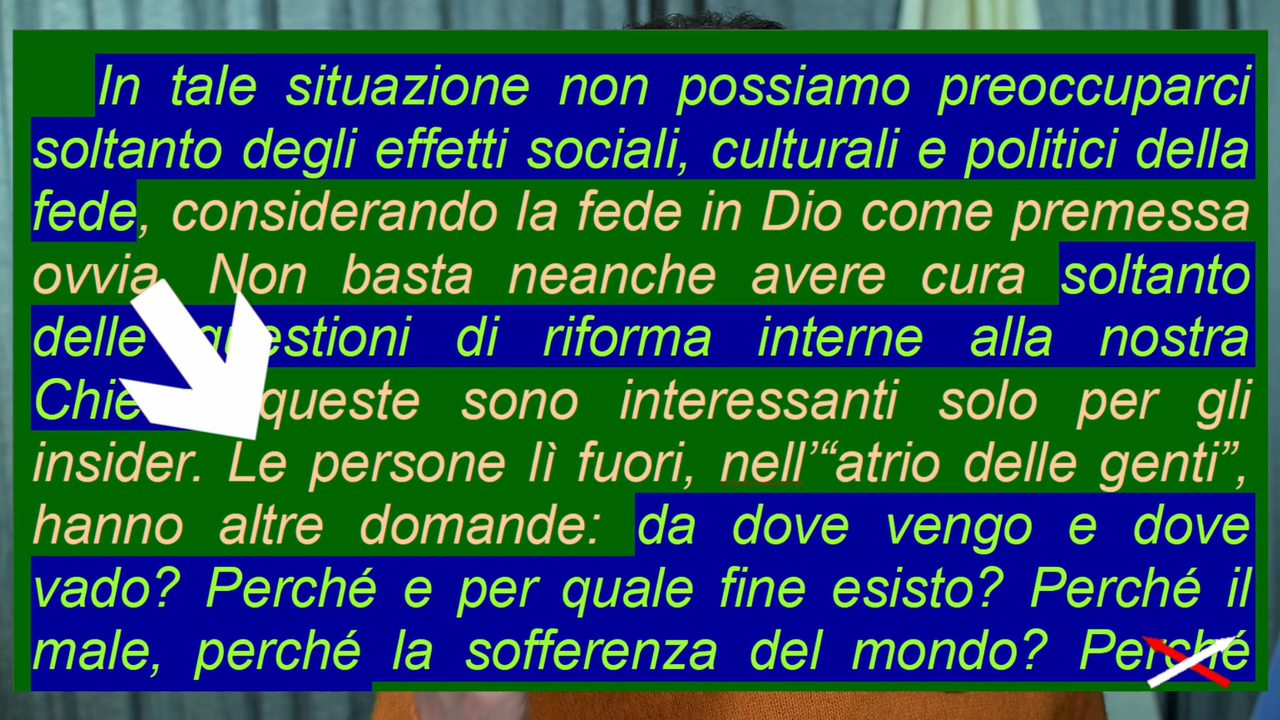 In tale situazione non possiamo preoccuparci
soltanto degli effetti sociali, culturali e politici della
fede, considerando la fede in Dio come premessa
ovvia. Non basta neanche avere cura soltanto
delle questioni di riforma interne alla nostra
queste sono interessanti solo per gli
insider. Le persone lì fuori, nell’“atrio delle genti”,
hanno altre domande: da dove vengo e dove
vado? Perché e per quale fine esisto? Perché il
male, perché la sofferenza del mondo? Perché